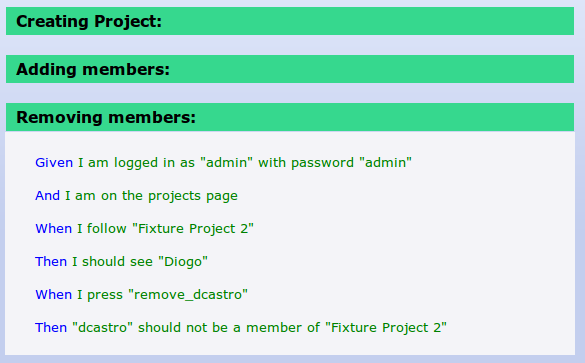 Creating Project:
Adding members:
Removing members:
Given I am logged in as "admin" with password "admin"
And I am on the projects page
When I follow "Fixture Project 2"
Then I should see "Diogo"
When I press "remove_dcastro"
Then "dcastro" should not be a member of "Fixture Project 2"